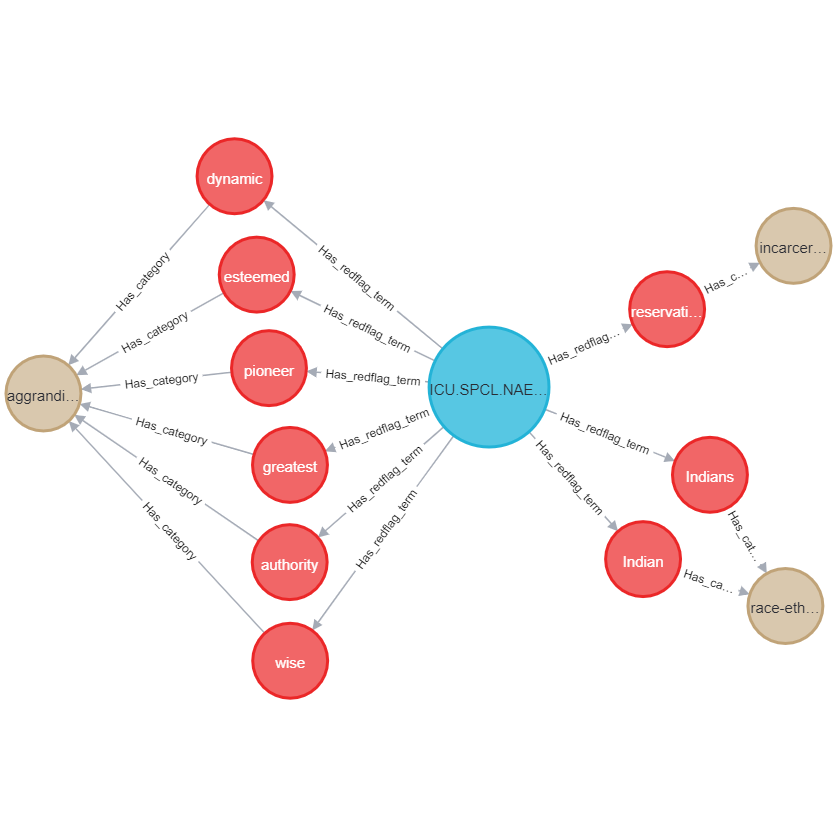 dynamic
Has_category
Has_redflag_term
incarcer…
esteemed
Has_c…
Has_category
Has_redflag_term
reservati…
Has_redflag…
pioneer
Has_category
Has_redflag_term
ICU.SPCL.NAE…
aggrandi…
Has_category
Has_redflag_term
Has_redflag_term
greatest
Has_category
Has_redflag_term
Has_redflag_term
Indians
Has_category
Has_redflag_term
Has_cat…
authority
Indian
Has_ca…
race-eth…
wise